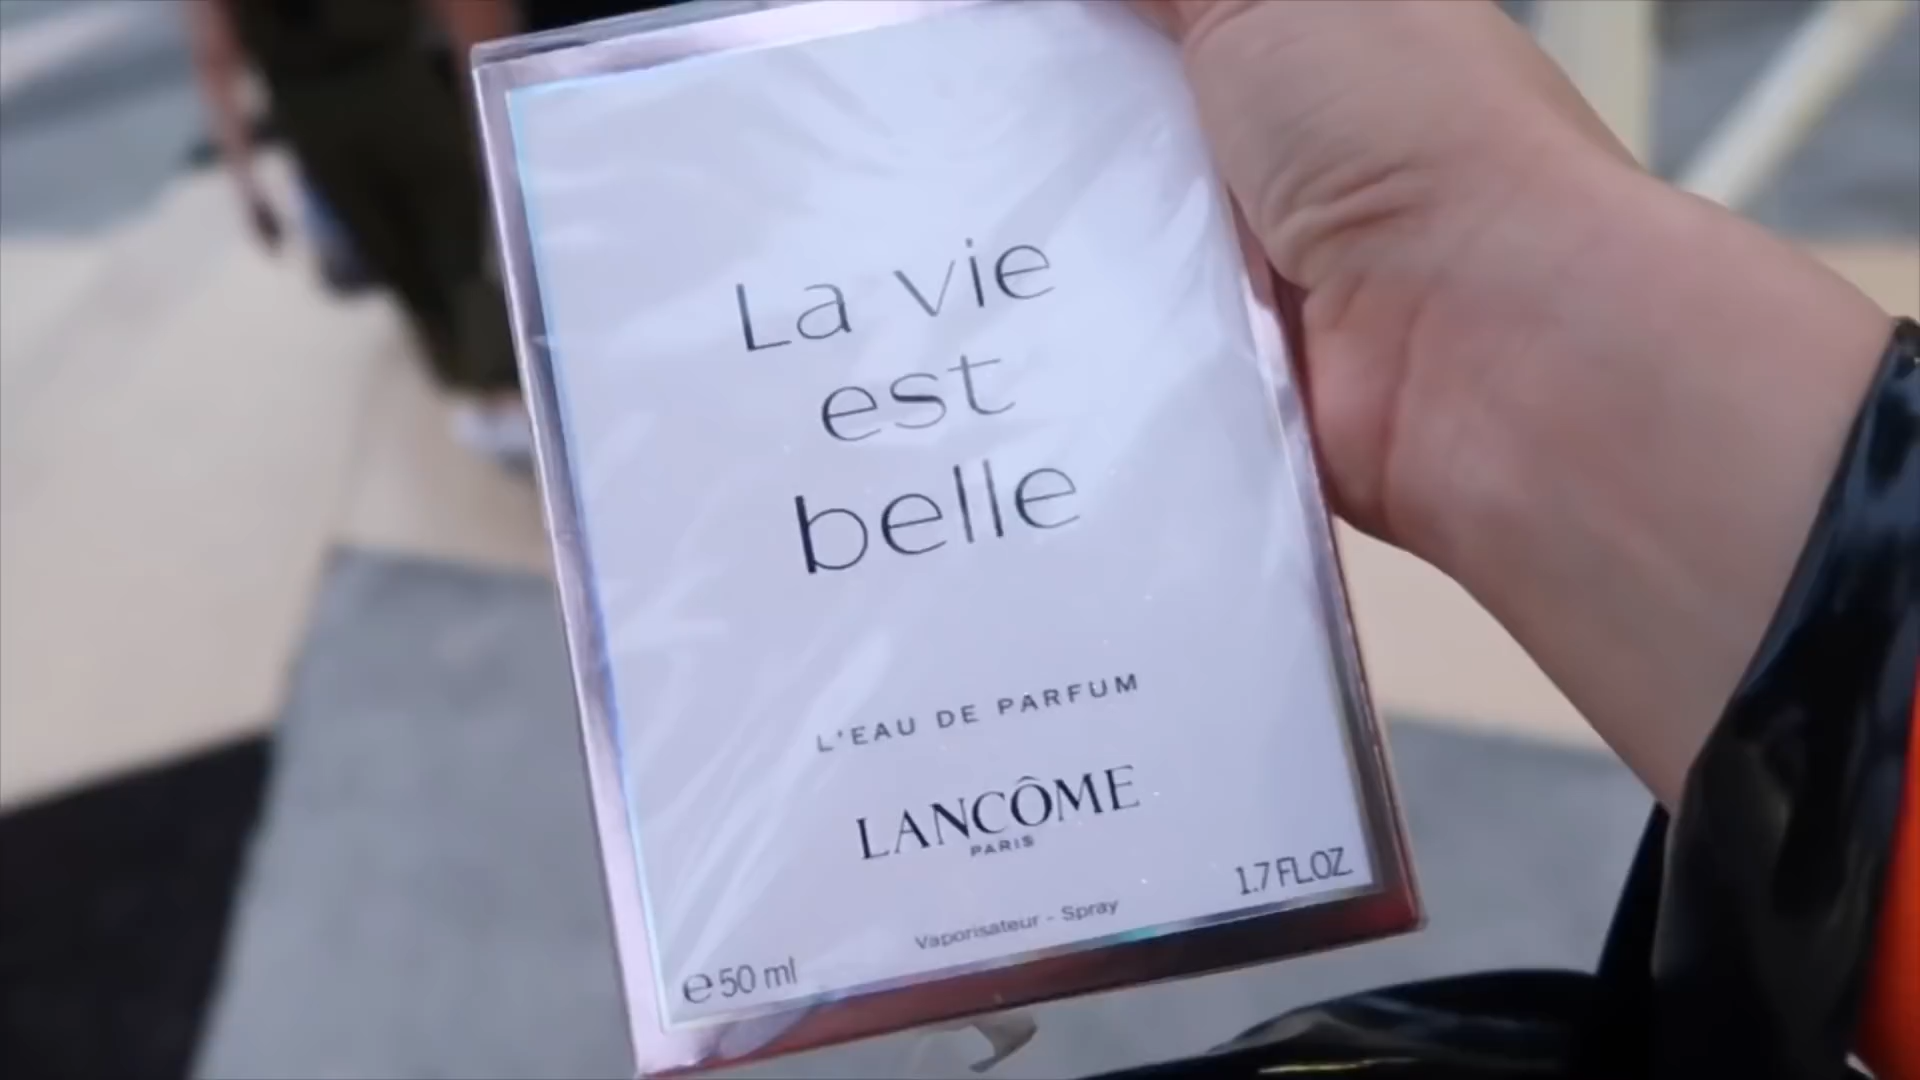 La vie
est
belle
L'EAU DE PARFUM
LANCÔME
PARIS
1.7 FL.OZ.
Vaporisateur - Spray
℮ 50 ml